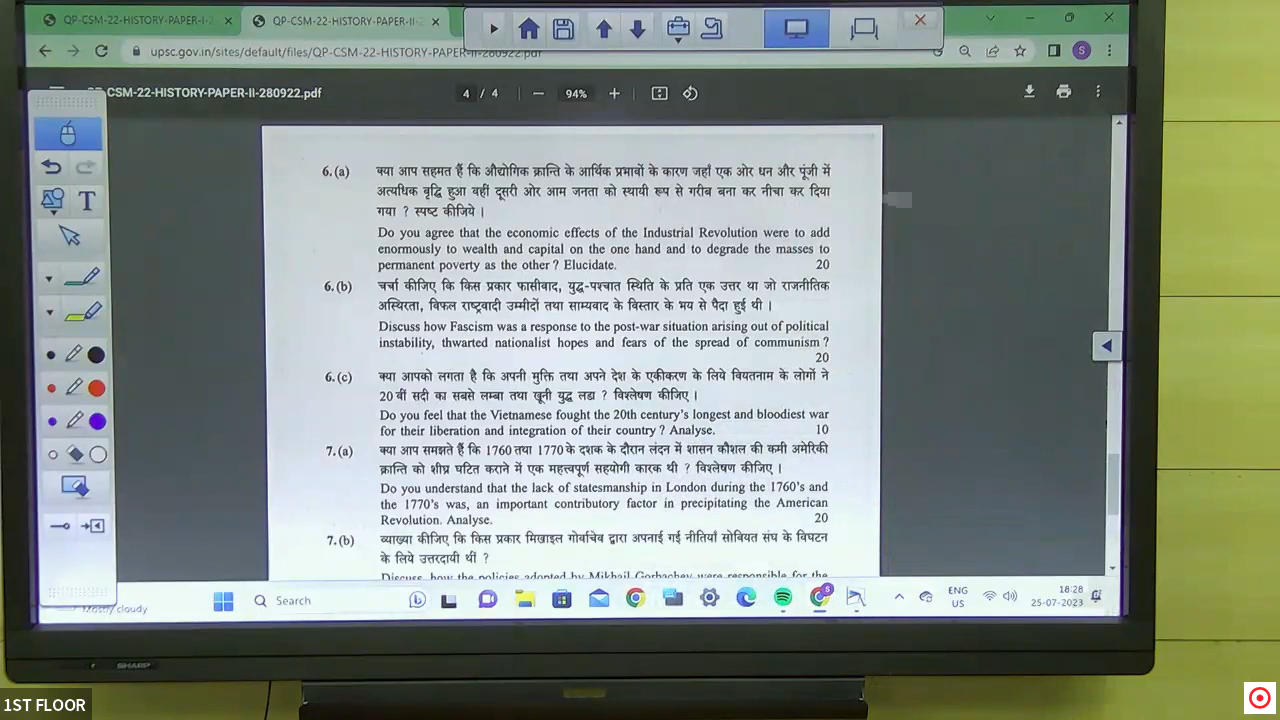 QP-CSM-22-HISTORY-PAPER-I-2
QP-CSM-22-HISTORY-PAPER-II-2
upsc.gov.in/sites/default/files/QP-CSM-22-HISTORY-PAPER-II-280922.pdf
S
CSM-22-HISTORY-PAPER-II-280922.pdf
4 / 4
94%
6.(a) क्या आप सहमत हैं कि औद्योगिक क्रान्ति के आर्थिक प्रभावों के कारण जहाँ एक ओर धन और पूंजी में
अत्यधिक वृद्धि हुआ वहीं दूसरी ओर आम जनता को स्थायी रूप से गरीब बना कर नीचा कर दिया
गया ? स्पष्ट कीजिये ।
Do you agree that the economic effects of the Industrial Revolution were to add
enormously to wealth and capital on the one hand and to degrade the masses to
permanent poverty as the other ? Elucidate. 20
6.(b) चर्चा कीजिए कि किस प्रकार फासीवाद, युद्ध-पश्चात स्थिति के प्रति एक उत्तर था जो राजनीतिक
अस्थिरता, विफल राष्ट्रवादी उम्मीदों तथा साम्यवाद के विस्तार के भय से पैदा हुई थी ।
Discuss how Fascism was a response to the post-war situation arising out of political
instability, thwarted nationalist hopes and fears of the spread of communism ?
20
6.(c) क्या आपको लगता है कि अपनी मुक्ति तथा अपने देश के एकीकरण के लिये वियतनाम के लोगों ने
20 वीं सदी का सबसे लम्बा तथा खूनी युद्ध लड़ा ? विश्लेषण कीजिए ।
Do you feel that the Vietnamese fought the 20th century's longest and bloodiest war
for their liberation and integration of their country ? Analyse. 10
7.(a) क्या आप समझते हैं कि 1760 तथा 1770 के दशक के दौरान लंदन में शासन कौशल की कमी अमेरिकी
क्रान्ति को शीघ्र घटित कराने में एक महत्त्वपूर्ण सहयोगी कारक थी ? विश्लेषण कीजिए ।
Do you understand that the lack of statesmanship in London during the 1760's and
the 1770's was, an important contributory factor in precipitating the American
Revolution. Analyse. 20
7.(b) व्याख्या कीजिए कि किस प्रकार मिखाइल गोर्बाचेव द्वारा अपनाई गई नीतियाँ सोवियत संघ के विघटन
के लिये उत्तरदायी थीं ?
Discuss, how the policies adopted by Mikhail Gorbachev were responsible for the
T
Mostly cloudy
Search
ENG
US
18:28
25-07-2023
SHARP
1ST FLOOR